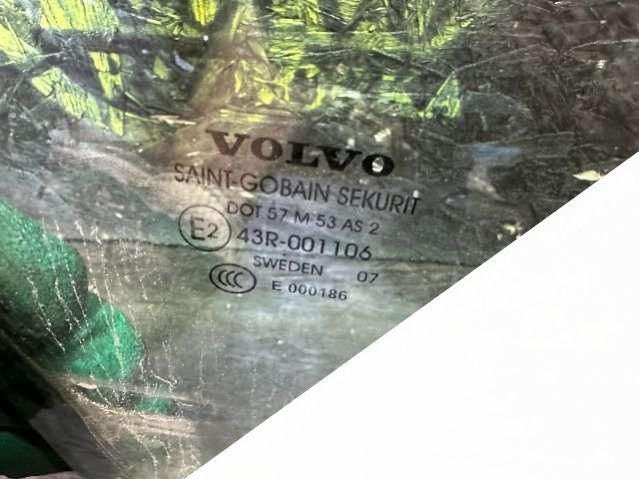 VOLVO
SAINT-GOBAIN SEKURIT
DOT 57 M 53 AS 2
E2 43R-001106
SWEDEN 07
CCC E 000186